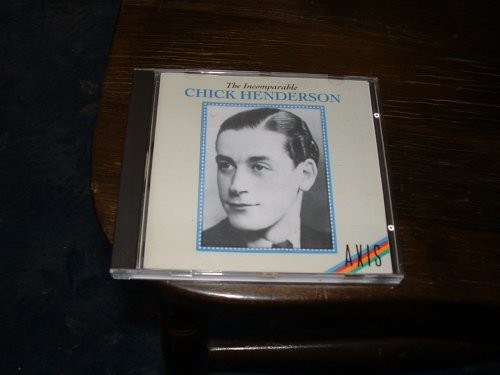 The Incomparable
CHICK HENDERSON
AXIS